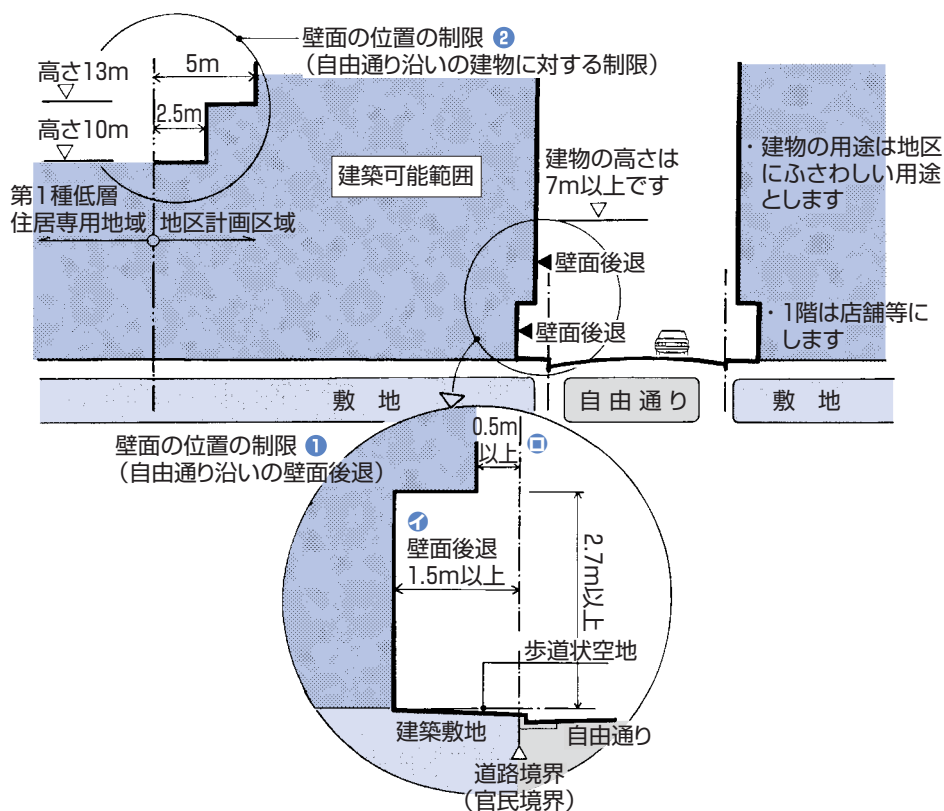 壁面の位置の制限 ❷
(自由通り沿いの建物に対する制限)
高さ13m
5m
2.5m
高さ10m
第1種低層
住居専用地域
地区計画区域
建築可能範囲
建物の高さは
7m以上です
・建物の用途は地区
にふさわしい用途
とします
壁面後退
壁面後退
・1階は店舗等に
します
敷地
自由通り
敷地
壁面の位置の制限 ❶
(自由通り沿いの壁面後退)
0.5m
以上
ロ
イ
壁面後退
1.5m以上
2.7m以上
歩道状空地
建築敷地
自由通り
道路境界
(官民境界)